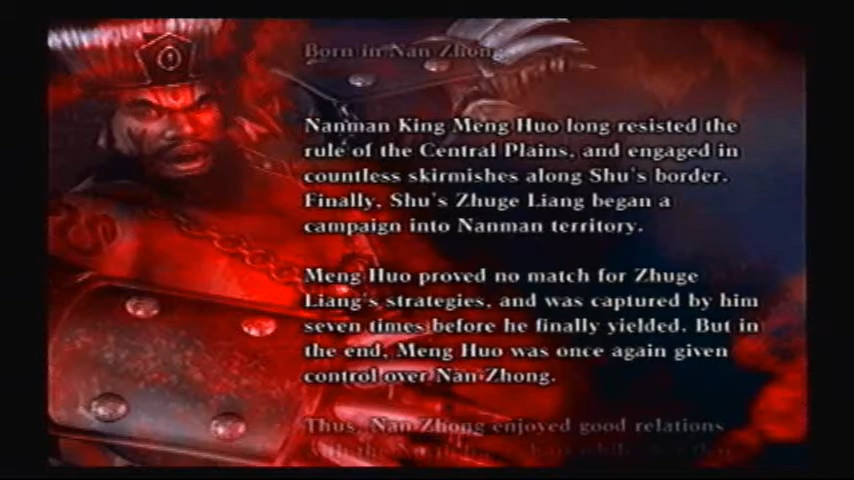 Born in Nan Zhong,
Nanman King Meng Huo long resisted the
rule of the Central Plains, and engaged in
countless skirmishes along Shu's border.
Finally, Shu's Zhuge Liang began a
campaign into Nanman territory.
Meng Huo proved no match for Zhuge
Liang's strategies, and was captured by him
seven times before he finally yielded. But in
the end, Meng Huo was once again given
control over Nan Zhong.
Thus, Nan Zhong enjoyed good relations